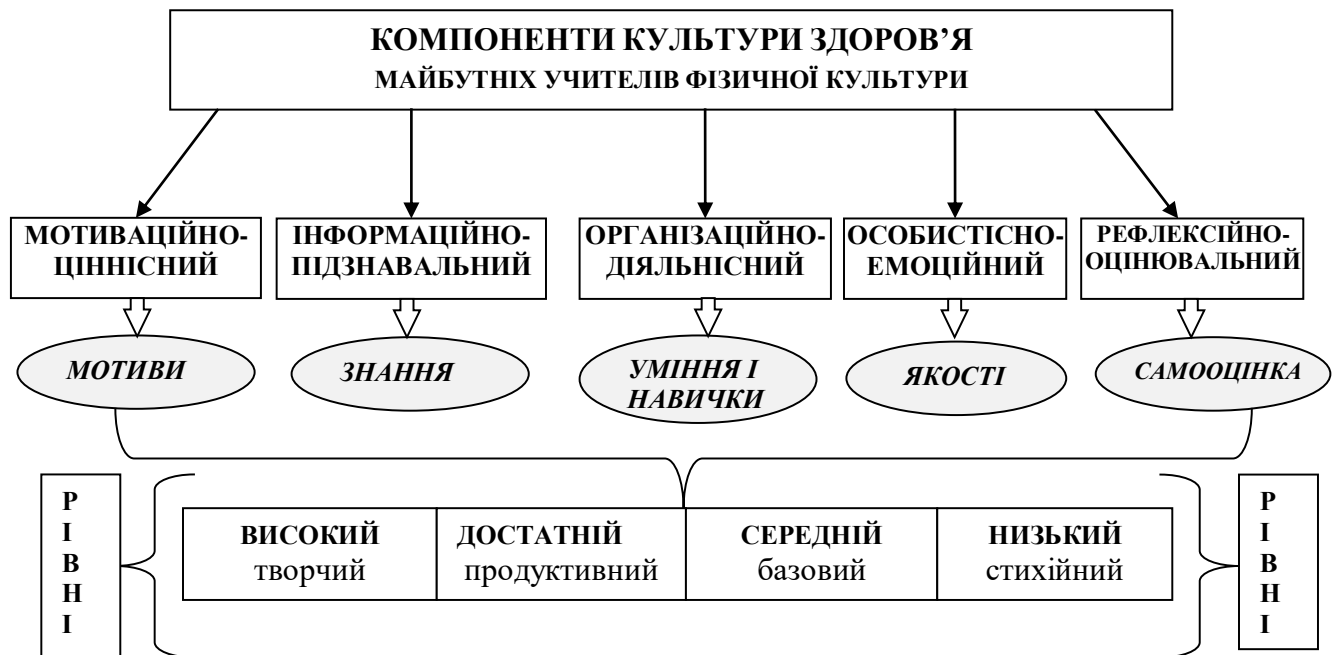 КОМПОНЕНТИ КУЛЬТУРИ ЗДОРОВ’Я
МАЙБУТНІХ УЧИТЕЛІВ ФІЗИЧНОЇ КУЛЬТУРИ
МОТИВАЦІЙНО-
ЦІННІСНИЙ
ІНФОРМАЦІЙНО-
ПІДЗНАВАЛЬНИЙ
ОРГАНІЗАЦІЙНО-
ДІЯЛЬНІСНИЙ
ОСОБИСТІСНО-
ЕМОЦІЙНИЙ
РЕФЛЕКСІЙНО-
ОЦІНЮВАЛЬНИЙ
МОТИВИ
ЗНАННЯ
УМІННЯ І
НАВИЧКИ
ЯКОСТІ
САМООЦІНКА
Р
І
В
Н
І
ВИСОКИЙ
творчий
ДОСТАТНІЙ
продуктивний
СЕРЕДНІЙ
базовий
НИЗЬКИЙ
стихійний
Р
І
В
Н
І